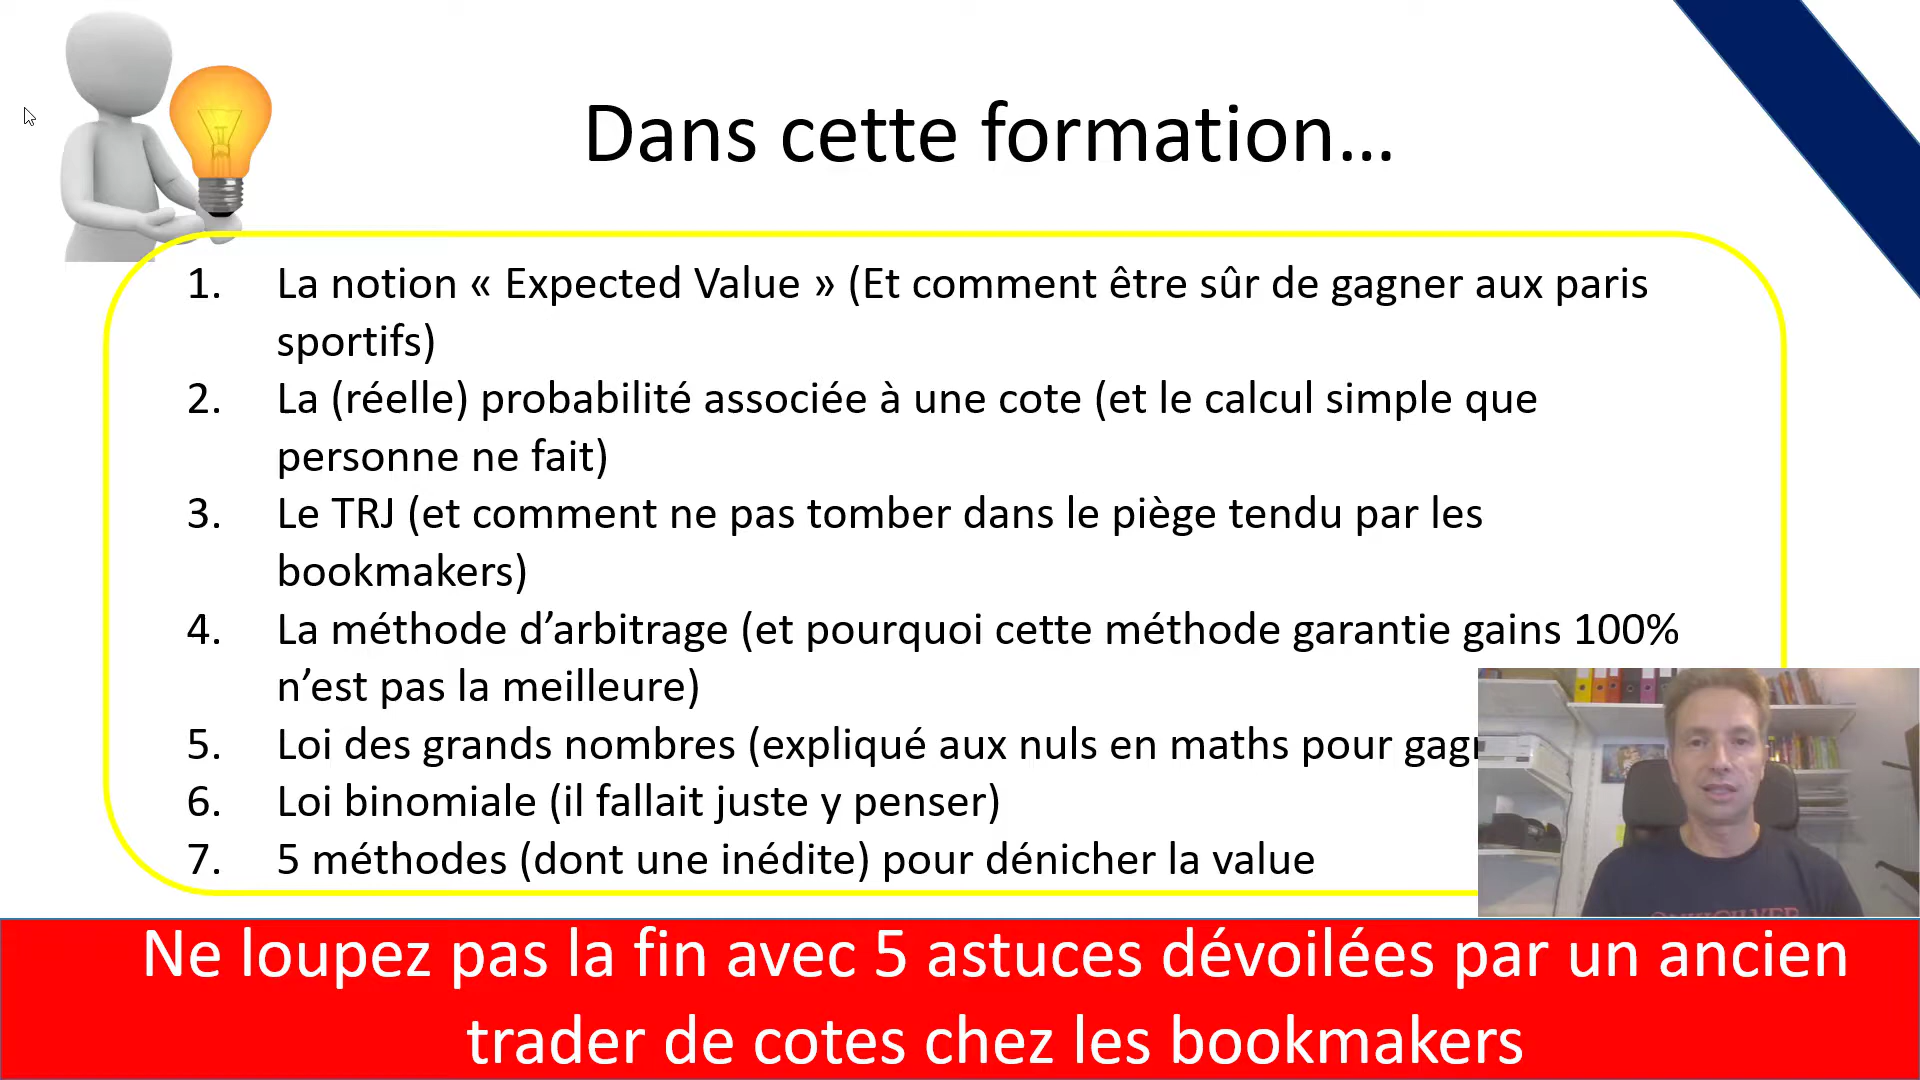 Dans cette formation...
1. La notion « Expected Value » (Et comment être sûr de gagner aux paris
sportifs)
2. La (réelle) probabilité associée à une cote (et le calcul simple que
personne ne fait)
3. Le TRJ (et comment ne pas tomber dans le piège tendu par les
bookmakers)
4. La méthode d’arbitrage (et pourquoi cette méthode garantie gains 100%
n’est pas la meilleure)
5. Loi des grands nombres (expliqué aux nuls en maths pour
6. Loi binomiale (il fallait juste y penser)
7. 5 méthodes (dont une inédite) pour dénicher la value
Ne loupez pas la fin avec 5 astuces dévoilées par un ancien
trader de cotes chez les bookmakers